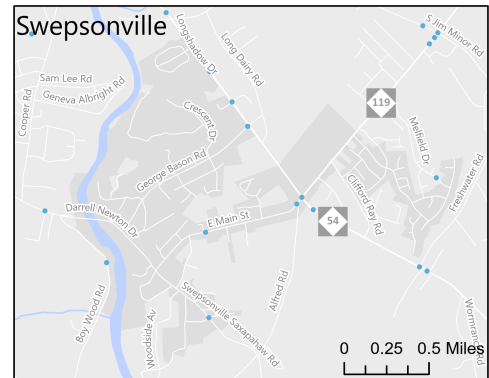 Swepsonville
S Jim Minor Rd
Longshadow Dr
Long Dairy Rd
Sam Lee Rd
Geneva Albright Rd
Cooper Rd
119
Crescent Dr
Melfield Dr
George Bason Rd
Freshwater Rd
Clifford Ray Rd
Darrell Newton Dr
E Main St
54
Alfred Rd
Boy Wood Rd
Woodside Av
Swepsonville Saxapahaw Rd
Wormranc Rd
0 0.25 0.5 Miles